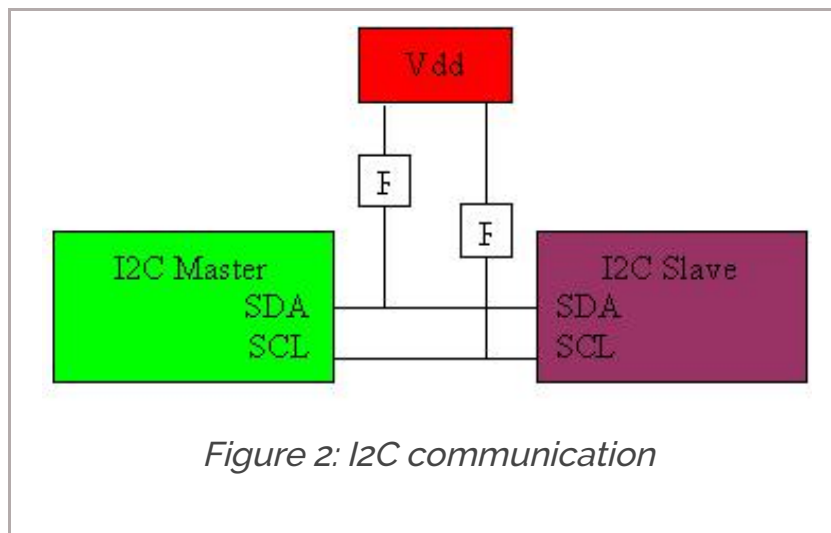 Vdd
F
F
I2C Master
SDA
SCL
I2C Slave
SDA
SCL
Figure 2: I2C communication